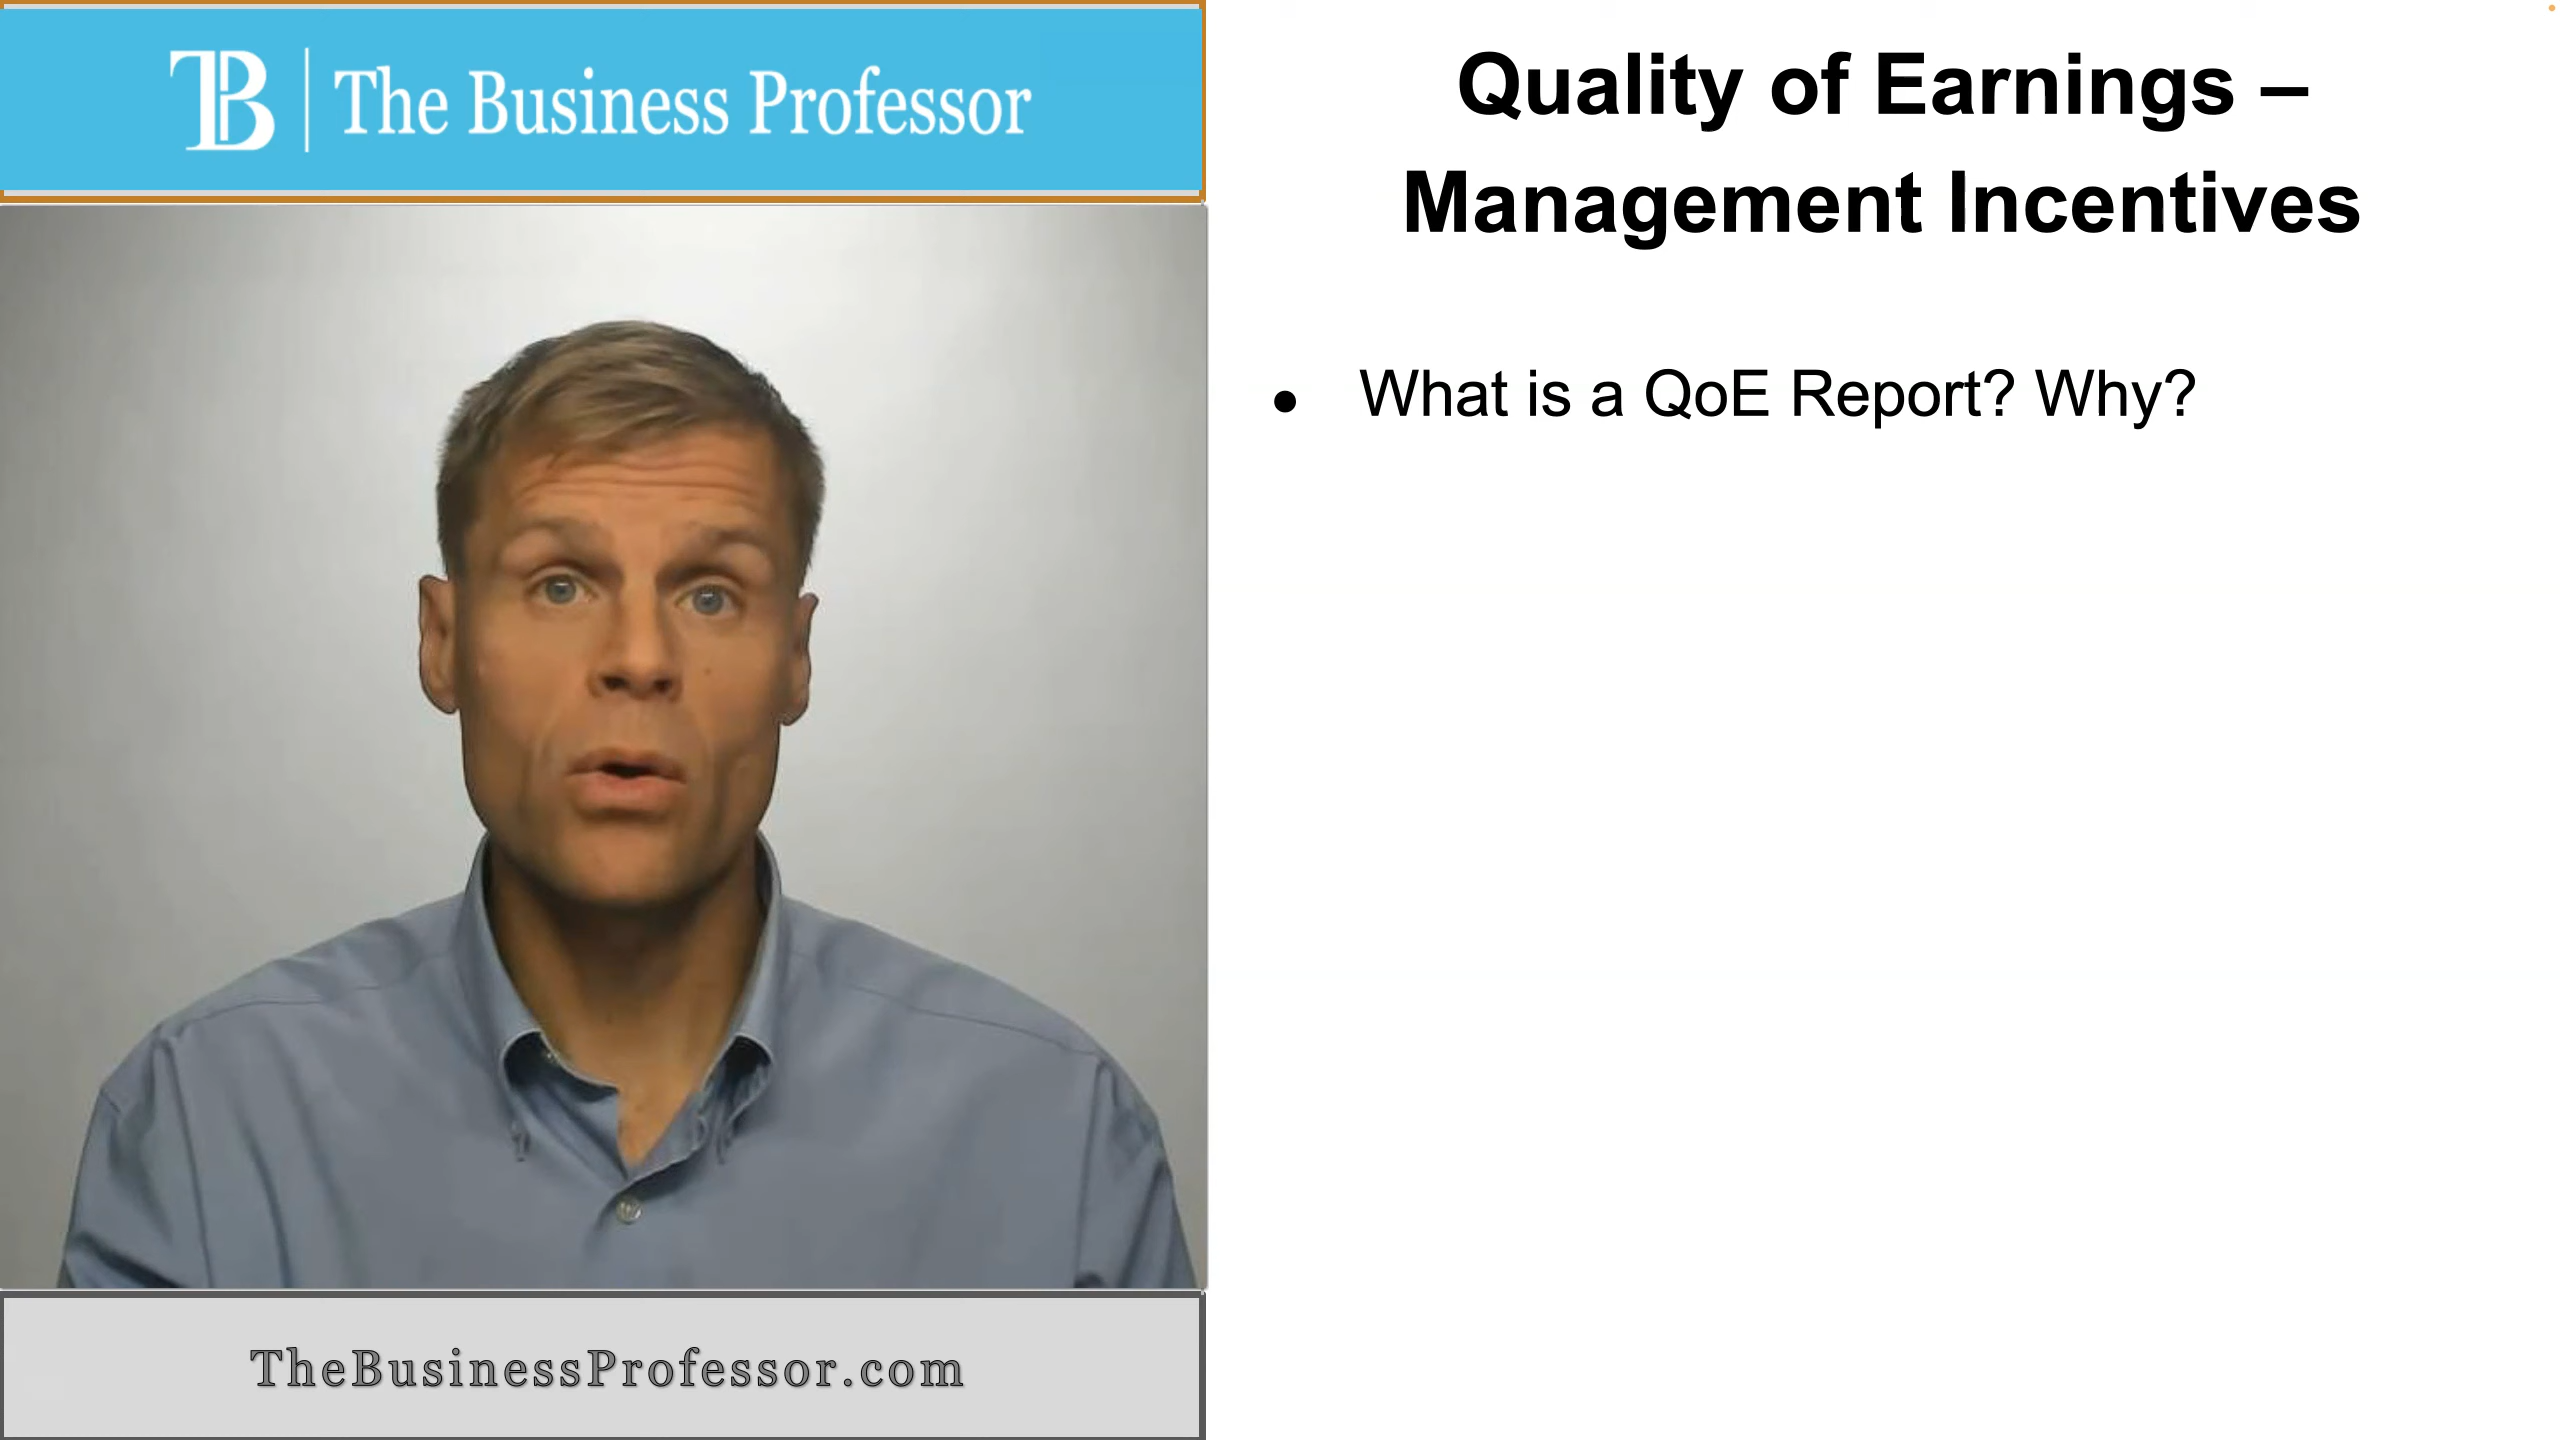 TB The Business Professor
Quality of Earnings –
Management Incentives
● What is a QoE Report? Why?
TheBusinessProfessor.com